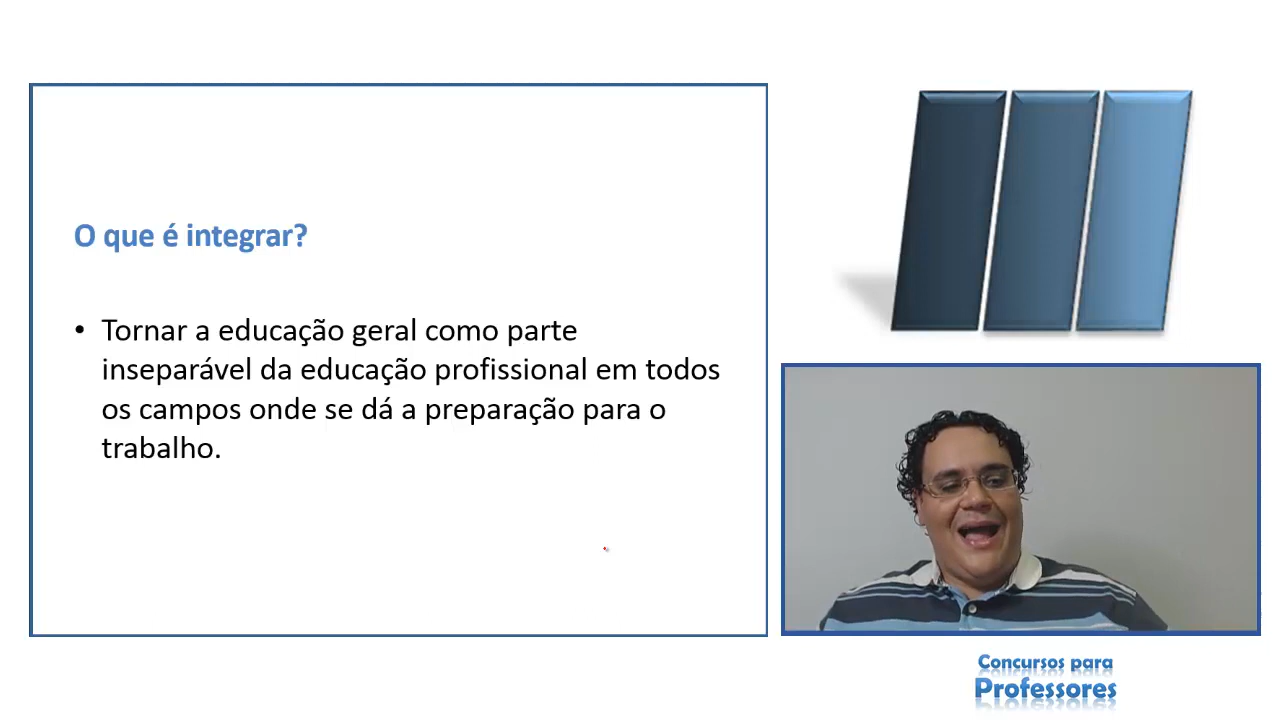 O que é integrar?
• Tornar a educação geral como parte
inseparável da educação profissional em todos
os campos onde se dá a preparação para o
trabalho.
Concursos para
Professores